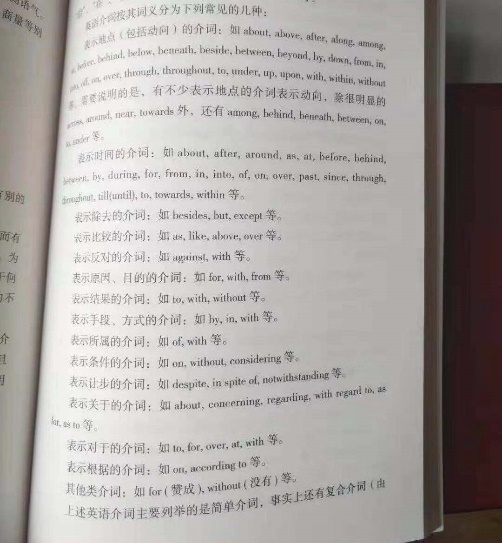 语气,
商量等别
英语介词按其词义分为下列常见的几种:
表示地点(包括动向)的介词:如 about, above, after, along, among,
before, behind, below, beneath, beside, between, beyond, by, down, from, in,
off, on, over, through, throughout, to, under, up, upon, with, within, without
等。需要说明的是,有不少表示地点的介词表示动向,除很明显的
across, around, near, towards 外,还有 among, behind, beneath, between, on,
to, under 等。
表示时间的介词:如 about, after, around, as, at, before, behind,
between, by, during, for, from, in, into, of, on, over, past, since, through,
throughout, till(until), to, towards, within 等。
表示除去的介词:如 besides, but, except 等。
表示比较的介词:如 as, like, above, over 等。
表示反对的介词:如 against, with 等。
表示原因、目的的介词:如 for, with, from 等。
表示结果的介词:如 to, with, without 等。
表示手段、方式的介词:如 by, in, with 等。
表示所属的介词:如 of, with 等。
表示条件的介词:如 on, without, considering 等。
表示让步的介词:如 despite, in spite of, notwithstanding 等。
表示关于的介词:如 about, concerning, regarding, with regard to, as
for, as to 等。
表示对于的介词:如 to, for, over, at, with 等。
表示根据的介词:如 on, according to 等。
其他类介词:如 for(赞成), without(没有)等。
上述英语介词主要列举的是简单介词,事实上还有复合介词(由